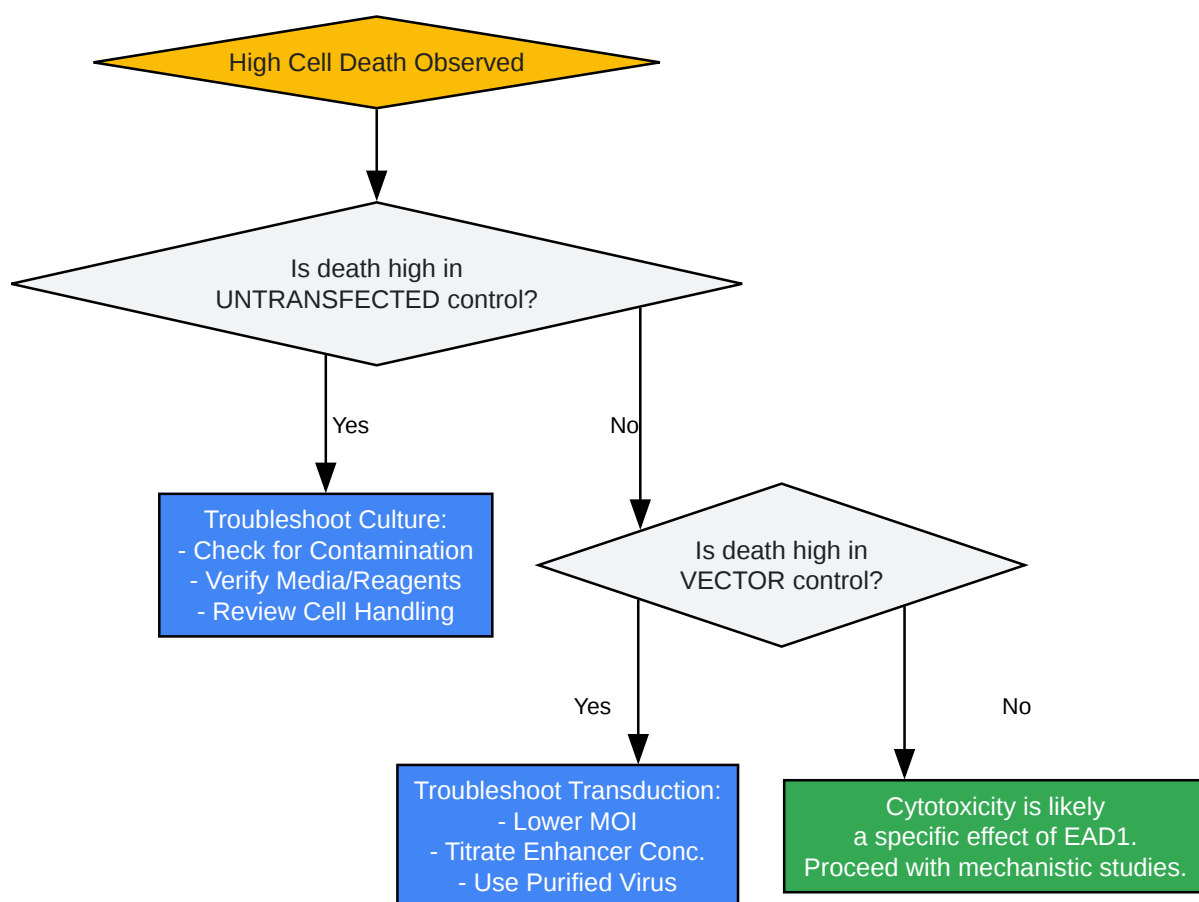 High Cell Death Observed
Is death high in
UNTRANSFECTED control?
Yes
No
Troubleshoot Culture:
- Check for Contamination
- Verify Media/Reagents
- Review Cell Handling
Is death high in
VECTOR control?
Yes
No
Troubleshoot Transduction:
- Lower MOI
- Titrate Enhancer Conc.
- Use Purified Virus
Cytotoxicity is likely
a specific effect of EAD1.
Proceed with mechanistic studies.